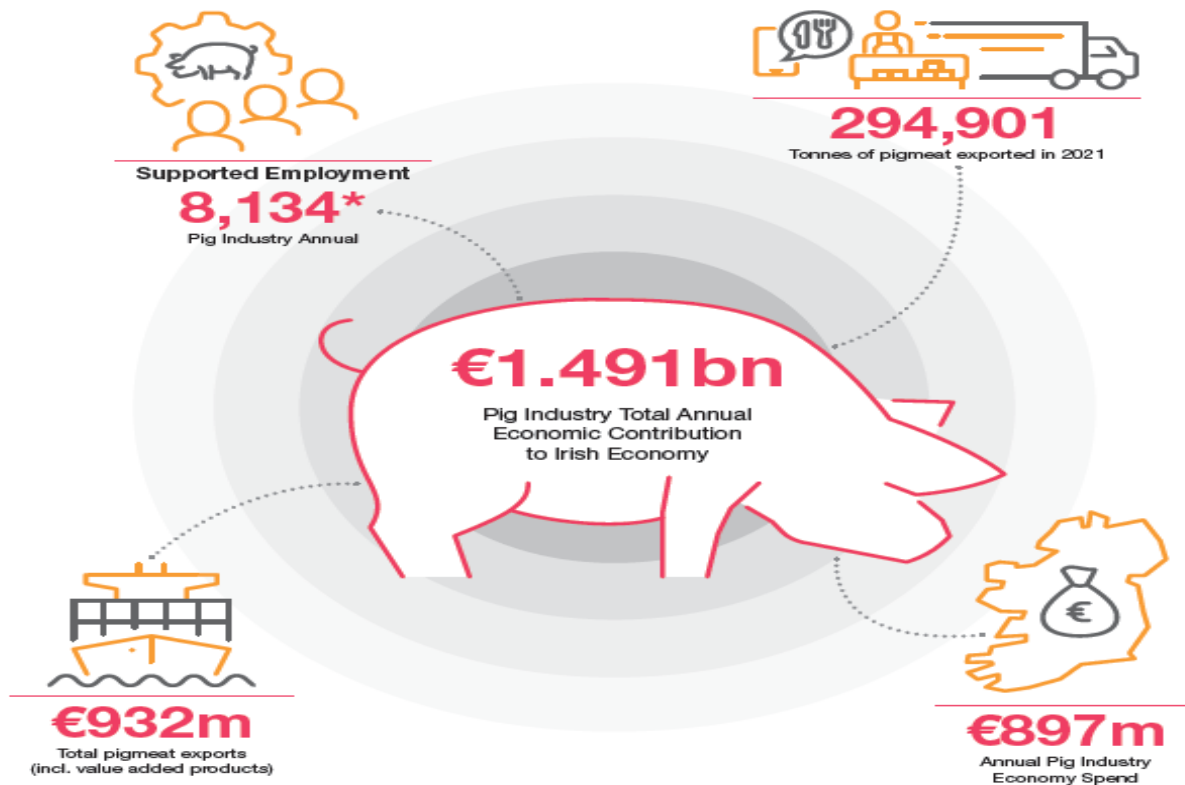 Supported Employment
8,134*
Pig Industry Annual
294,901
Tonnes of pigmeat exported in 2021
€1.491bn
Pig Industry Total Annual
Economic Contribution
to Irish Economy
€932m
Total pigmeat exports
(incl. value added products)
€
€897m
Annual Pig Industry
Economy Spend